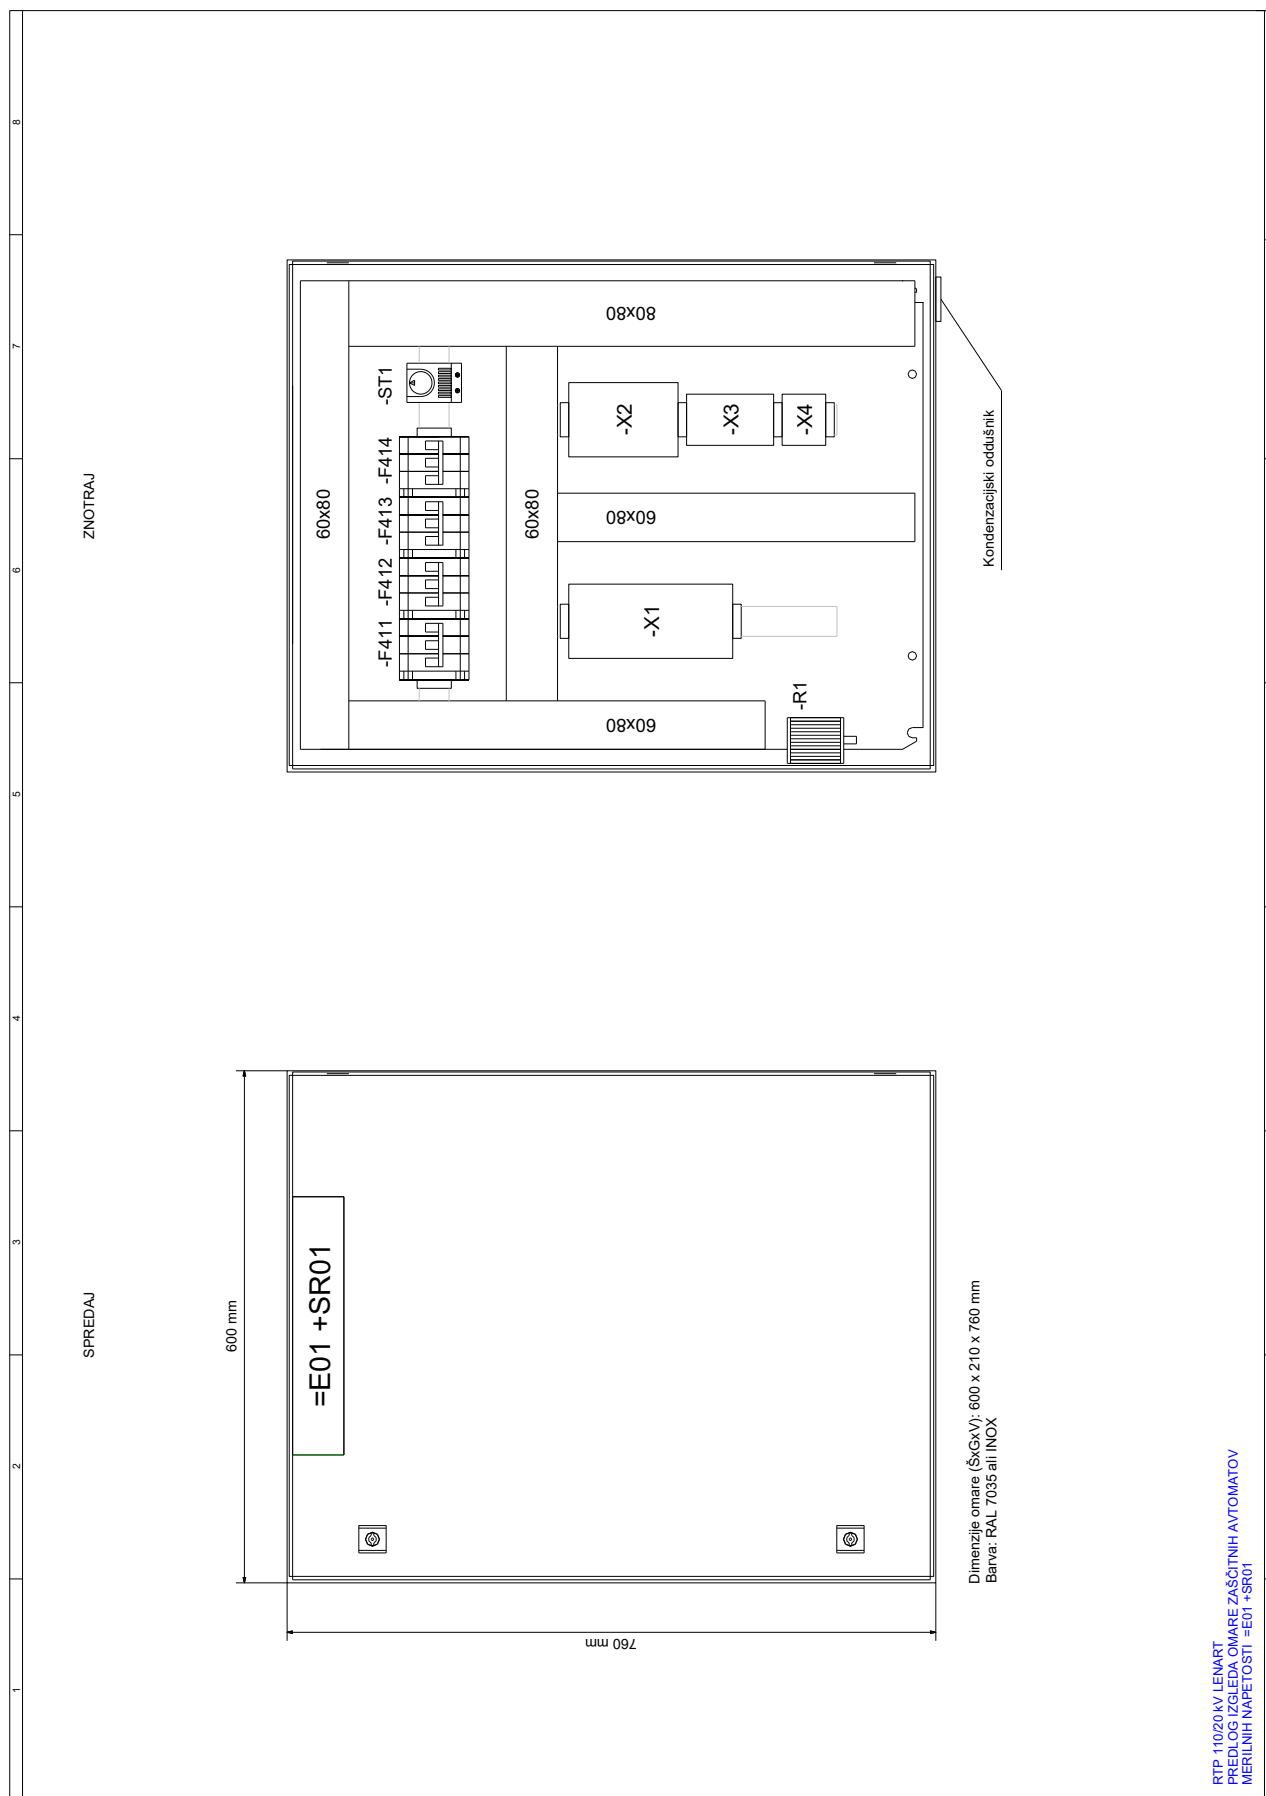 1
2
3
4
5
6
7
8
SPREDAJ
ZNOTRAJ
600 mm
760 mm
=E01 +SR01
Dimenzije omare (ŠxGxV): 600 x 210 x 760 mm
Barva: RAL 7035 ali INOX
60x80
-F411
-F412
-F413
-F414
-ST1
60x80
60x80
60x80
80x80
-X1
-X2
-X3
-X4
-R1
Kondenzacijski oddušnik
RTP 110/20 kV LENART
PREDLOG IZGLEDA OMARE ZAŠČITNIH AVTOMATOV
MERILNIH NAPETOSTI =E01 +SR01